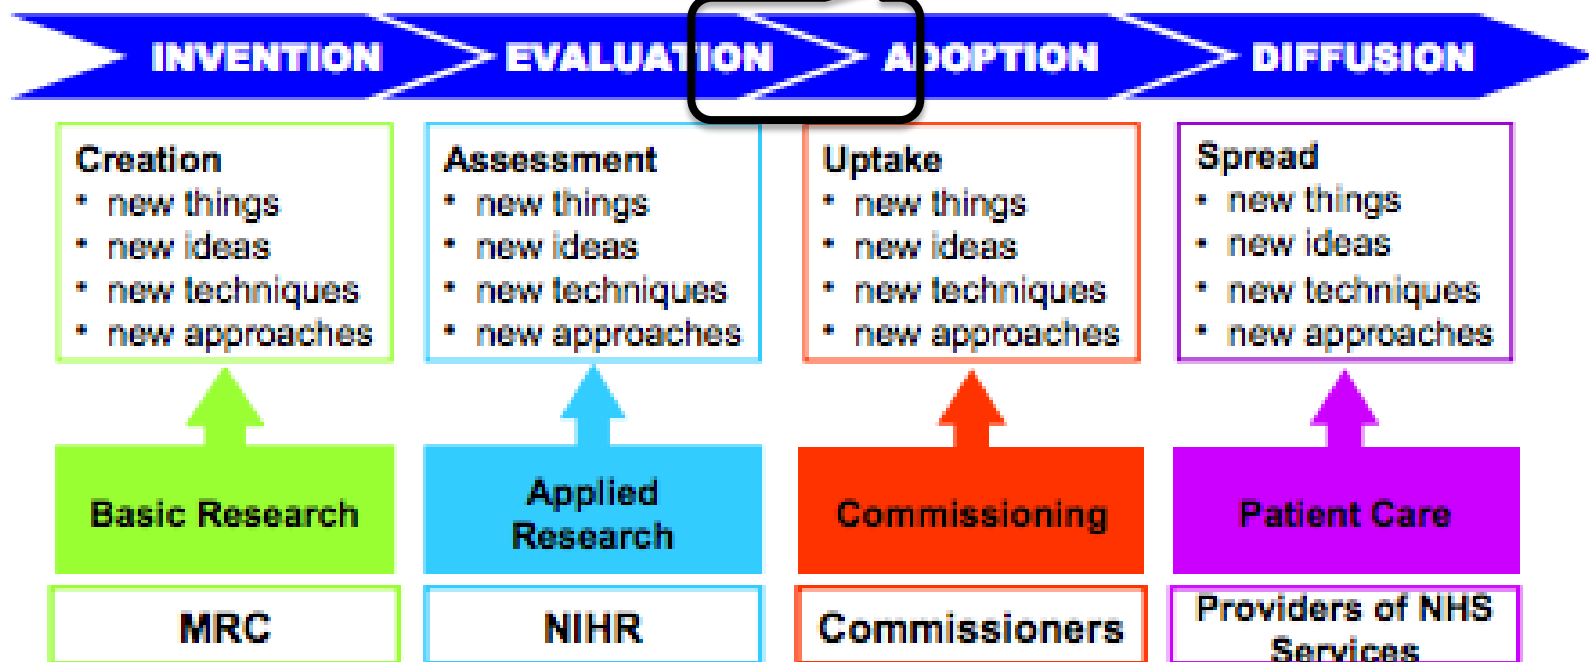 INVENTION
EVALUATION
ADOPTION
DIFFUSION
Creation
• new things
• new ideas
• new techniques
• new approaches
Assessment
• new things
• new ideas
• new techniques
• new approaches
Uptake
• new things
• new ideas
• new techniques
• new approaches
Spread
• new things
• new ideas
• new techniques
• new approaches
Basic Research
Applied
Research
Commissioning
Patient Care
MRC
NIHR
Commissioners
Providers of NHS
Services